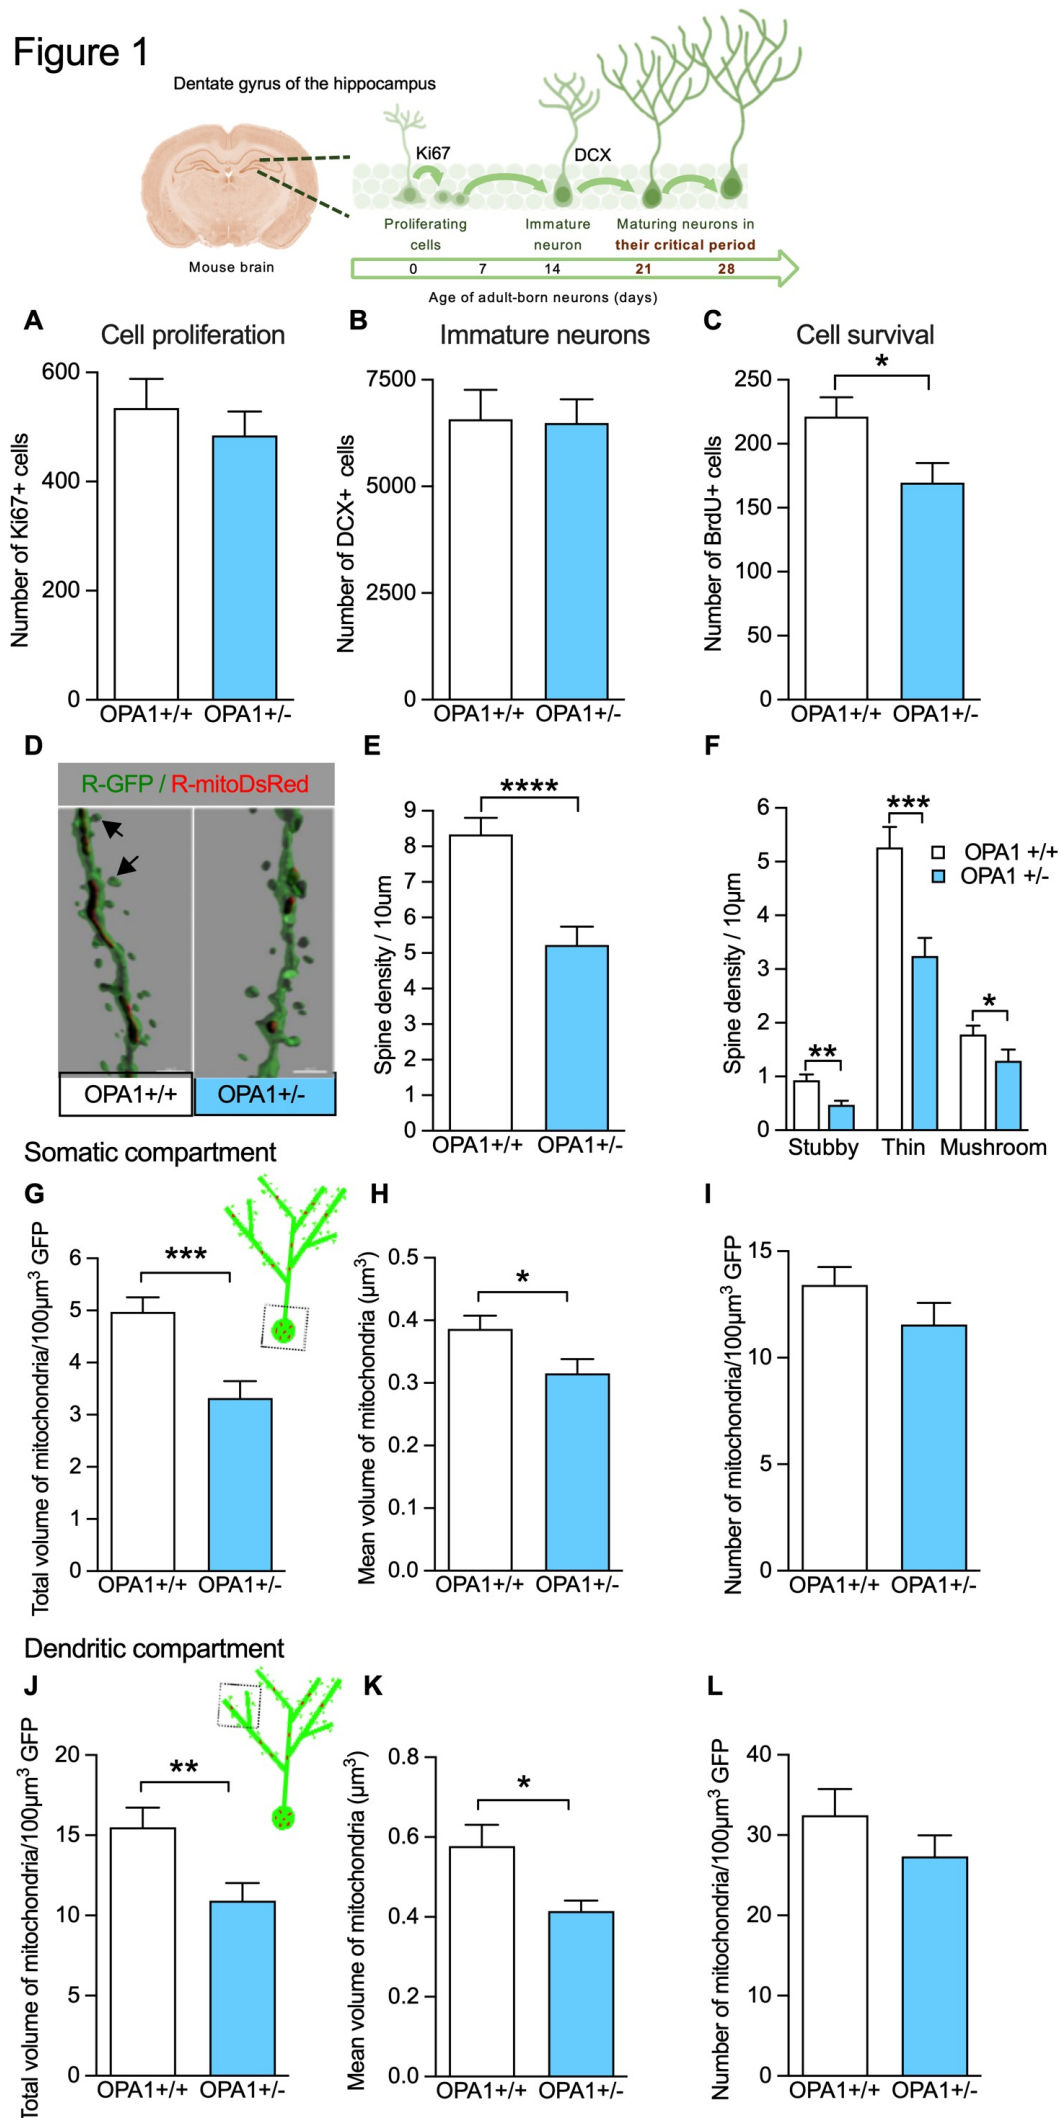 Figure 1
Dentate gyrus of the hippocampus
Ki67
DCX
Proliferating
cells
Immature
neuron
Maturing neurons in
their critical period
Mouse brain
0 7 14 21 28
Age of adult-born neurons (days)
A Cell proliferation
Number of Ki67+ cells
600
400
200
0
OPA1+/+ OPA1+/-
B Immature neurons
Number of DCX+ cells
7500
5000
2500
0
OPA1+/+ OPA1+/-
C Cell survival
Number of BrdU+ cells
*
250
200
150
100
50
0
OPA1+/+ OPA1+/-
D
R-GFP / R-mitoDsRed
OPA1+/+ OPA1+/-
E
Spine density / 10um
****
9
8
7
6
5
4
3
2
1
0
OPA1+/+ OPA1+/-
F
Spine density / 10µm
6
5
4
3
2
1
0
**
***
*
OPA1 +/+
OPA1 +/-
Stubby Thin Mushroom
Somatic compartment
G
Total volume of mitochondria/100µm³ GFP
***
6
5
4
3
2
1
0
OPA1+/+ OPA1+/-
H
Mean volume of mitochondria (µm³)
*
0.5
0.4
0.3
0.2
0.1
0.0
OPA1+/+ OPA1+/-
I
Number of mitochondria/100µm³ GFP
15
10
5
0
OPA1+/+ OPA1+/-
Dendritic compartment
J
Total volume of mitochondria/100µm³ GFP
**
20
15
10
5
0
OPA1+/+ OPA1+/-
K
Mean volume of mitochondria (µm³)
*
0.8
0.6
0.4
0.2
0.0
OPA1+/+ OPA1+/-
L
Number of mitochondria/100µm³ GFP
40
30
20
10
0
OPA1+/+ OPA1+/-